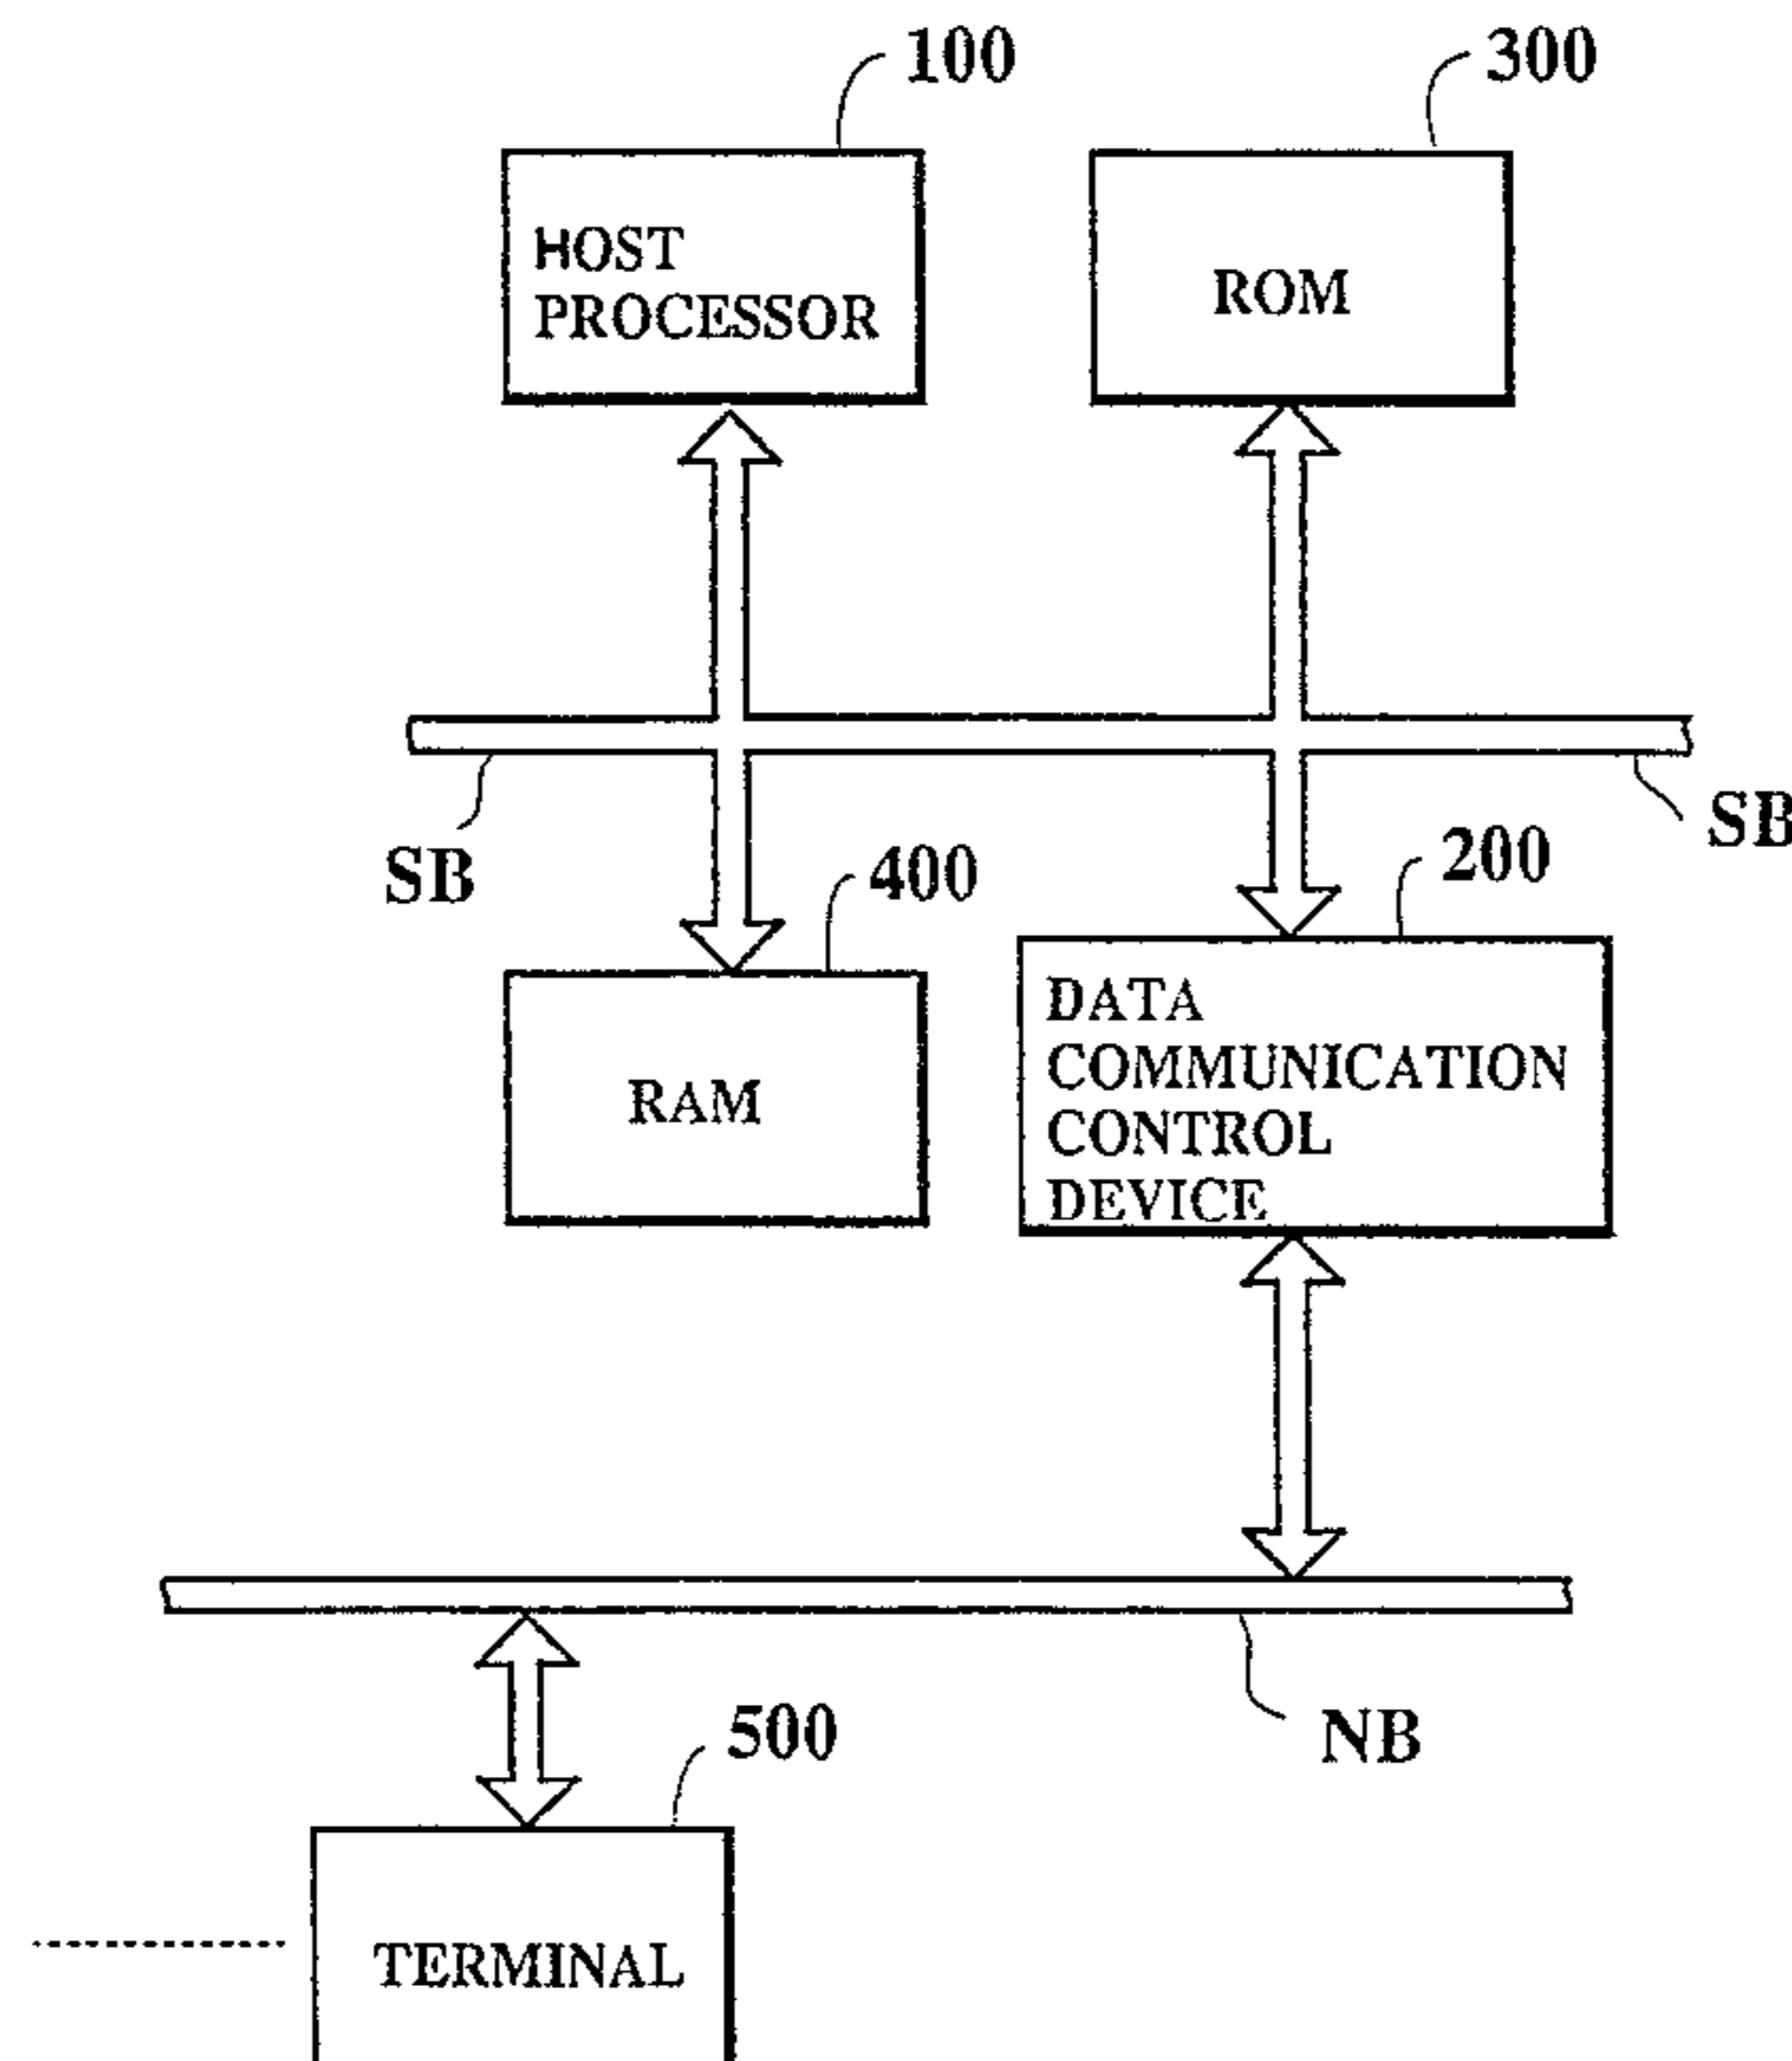 100
300
HOST
PROCESSOR
ROM
SB
SB
400
200
RAM
DATA
COMMUNICATION
CONTROL
DEVICE
NB
500
TERMINAL